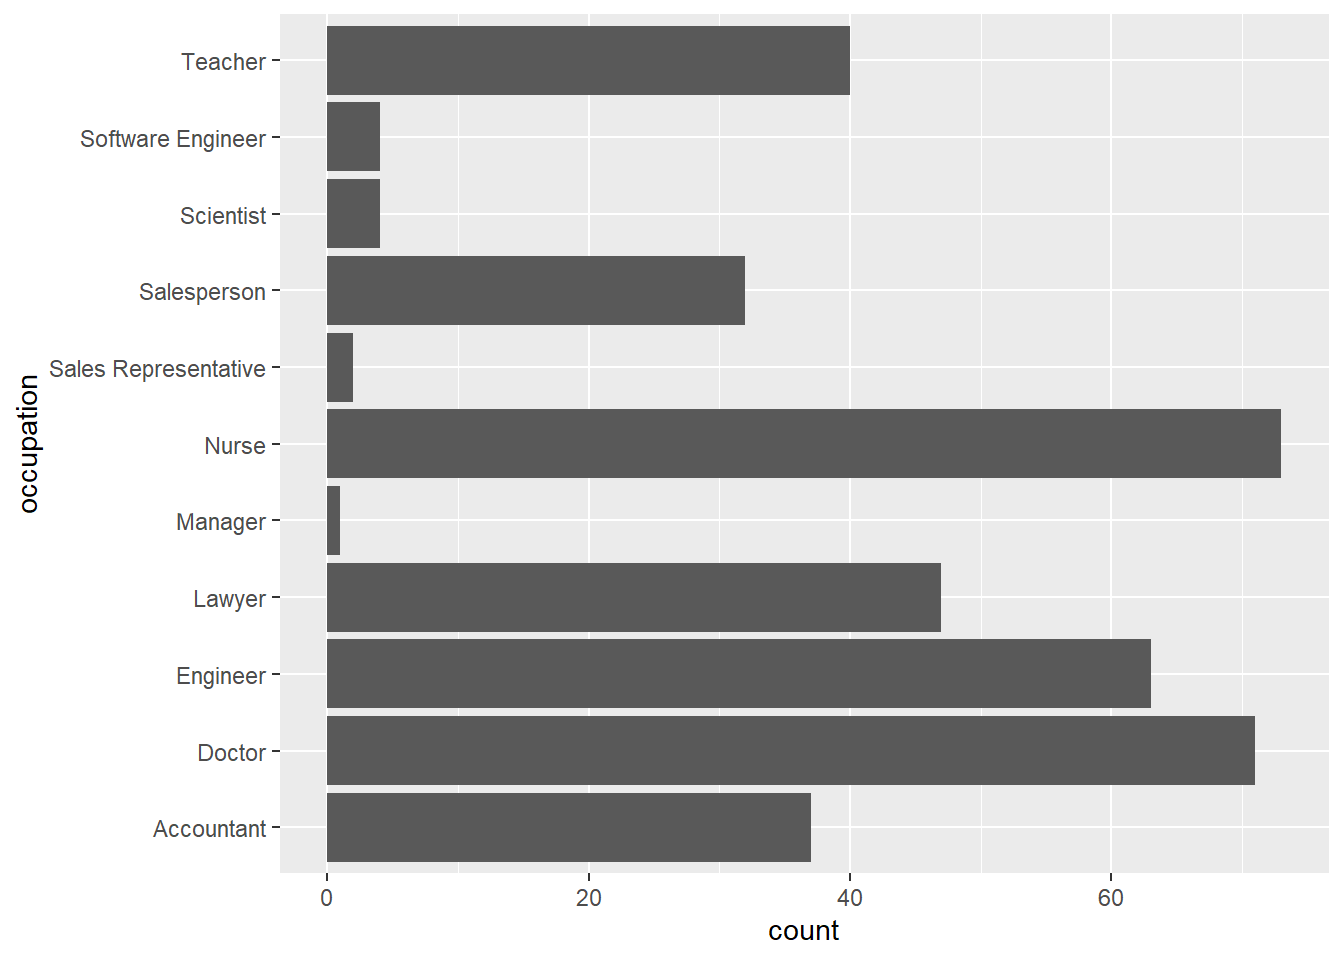 Teacher
Software Engineer
Scientist
Salesperson
Sales Representative
Nurse
Manager
Lawyer
Engineer
Doctor
Accountant
occupation
0 20 40 60
count